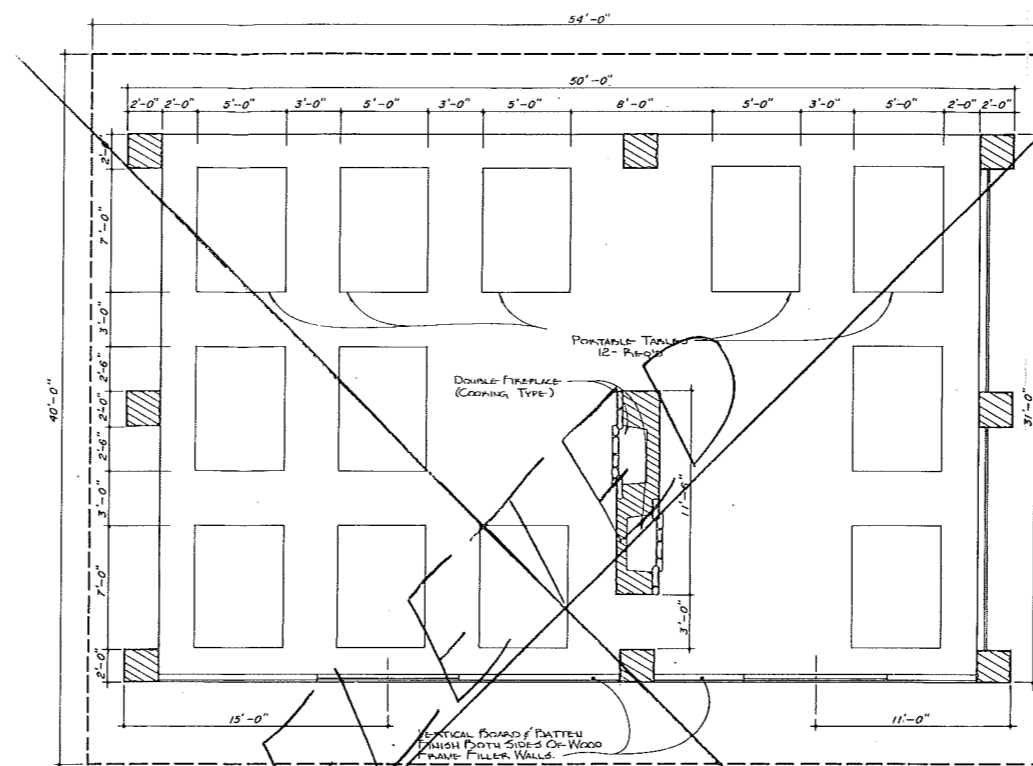 54'-0"
50'-0"
2'-0" 2'-0" 5'-0" 3'-0" 5'-0" 3'-0" 5'-0" 8'-0" 5'-0" 3'-0" 5'-0" 2'-0" 2'-0"
7'-0"
3'-0"
2'-6"
2'-0"
2'-6"
3'-0"
7'-0"
2'-0"
40'-0"
31'-0"
PORTABLE TABLES
12- REQ'D
DOUBLE FIREPLACE
(COOKING TYPE)
11'-6"
3'-0"
15'-0"
11'-0"
VERTICAL BOARD & BATTEN
FINISH BOTH SIDES OF WOOD
FRAME FILLER WALLS.